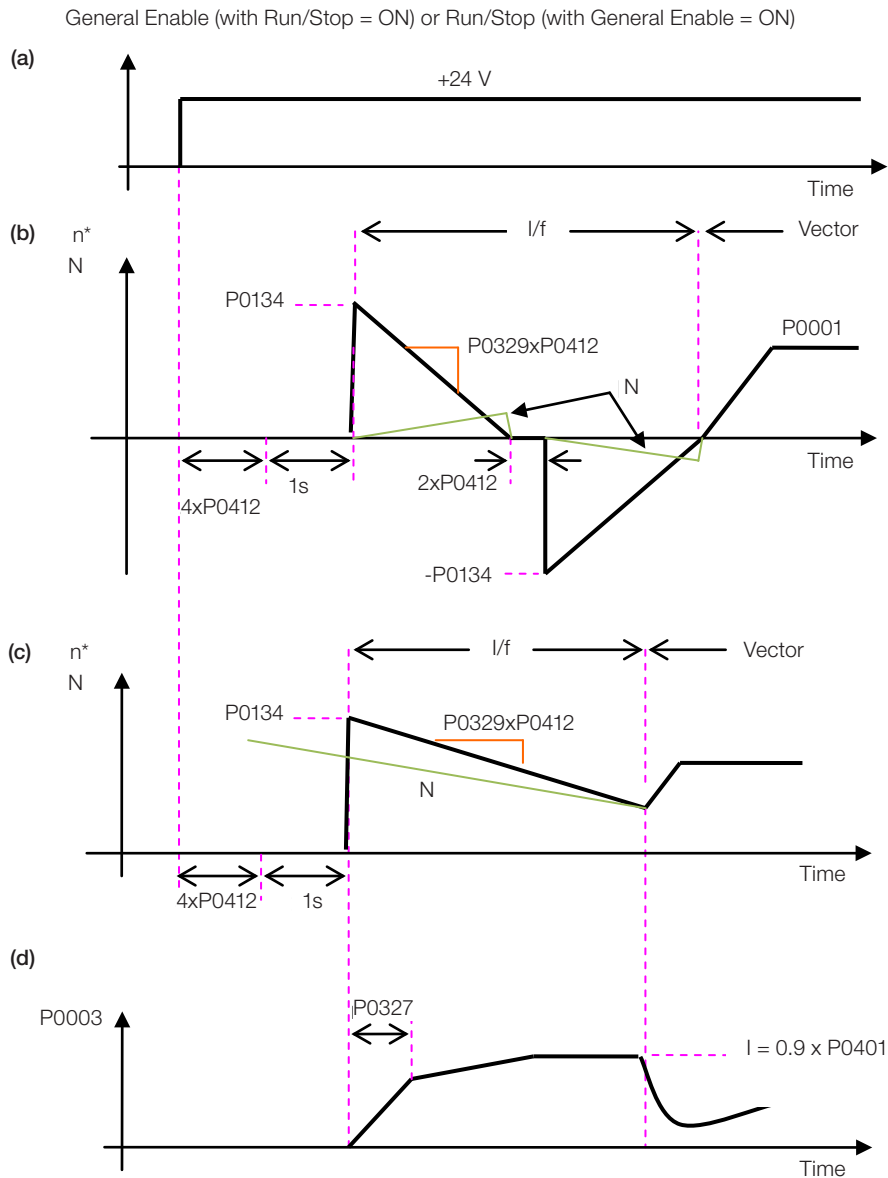 General Enable (with Run/Stop = ON) or Run/Stop (with General Enable = ON)
(a)
+24 V
Time
(b)
n*
N
I/f
Vector
P0134
P0329xP0412
N
P0001
Time
4xP0412
1s
2xP0412
-P0134
(c)
n*
N
I/f
Vector
P0134
P0329xP0412
N
4xP0412
1s
Time
(d)
P0003
P0327
I = 0.9 x P0401
Time